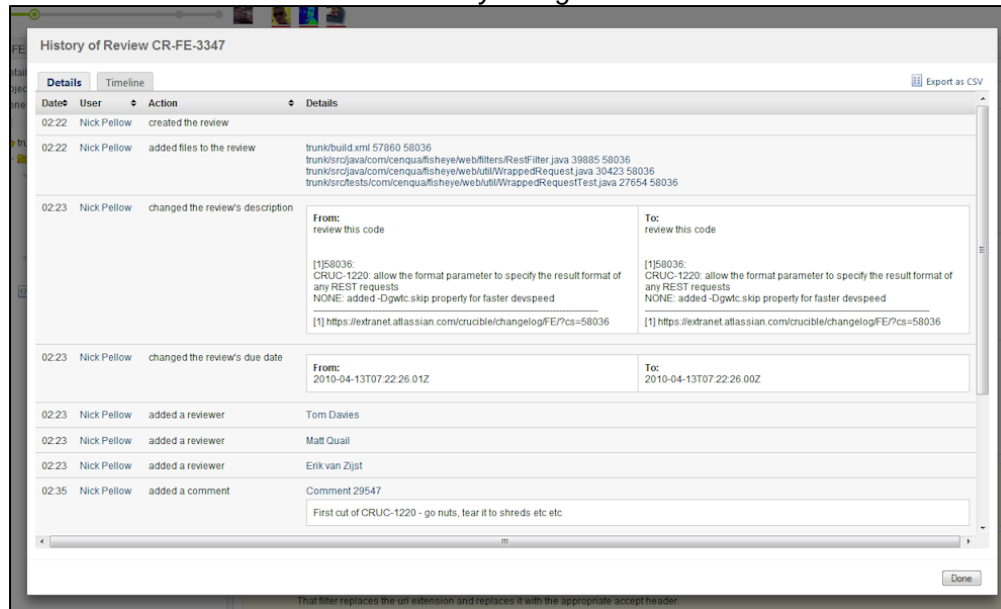 History of Review CR-FE-3347
Details Timeline Export as CSV
Date User Action Details
02:22 Nick Pellow created the review
02:22 Nick Pellow added files to the review trunk/build.xml 57860 58036
trunk/src/java/com/cenqua/fisheye/web/filters/RestFilter.java 39885 58036
trunk/src/java/com/cenqua/fisheye/web/util/WrappedRequest.java 30423 58036
trunk/src/tests/com/cenqua/fisheye/web/util/WrappedRequestTest.java 27654 58036
02:23 Nick Pellow changed the review's description
From:
review this code
[1]58036:
CRUC-1220: allow the format parameter to specify the result format of
any REST requests
NONE: added -Dgwtc.skip property for faster devspeed
[1] https://extranet.atlassian.com/crucible/changelog/FE/?cs=58036
To:
review this code
[1]58036:
CRUC-1220: allow the format parameter to specify the result format of
any REST requests
NONE: added -Dgwtc.skip property for faster devspeed
[1] https://extranet.atlassian.com/crucible/changelog/FE/?cs=58036
02:23 Nick Pellow changed the review's due date
From:
2010-04-13T07:22:26.01Z
To:
2010-04-13T07:22:26.00Z
02:23 Nick Pellow added a reviewer Tom Davies
02:23 Nick Pellow added a reviewer Matt Quail
02:23 Nick Pellow added a reviewer Erik van Zijst
02:35 Nick Pellow added a comment Comment 29547
First cut of CRUC-1220 - go nuts, tear it to shreds etc etc
Done
That filter replaces the url extension and replaces it with the appropriate accept header.